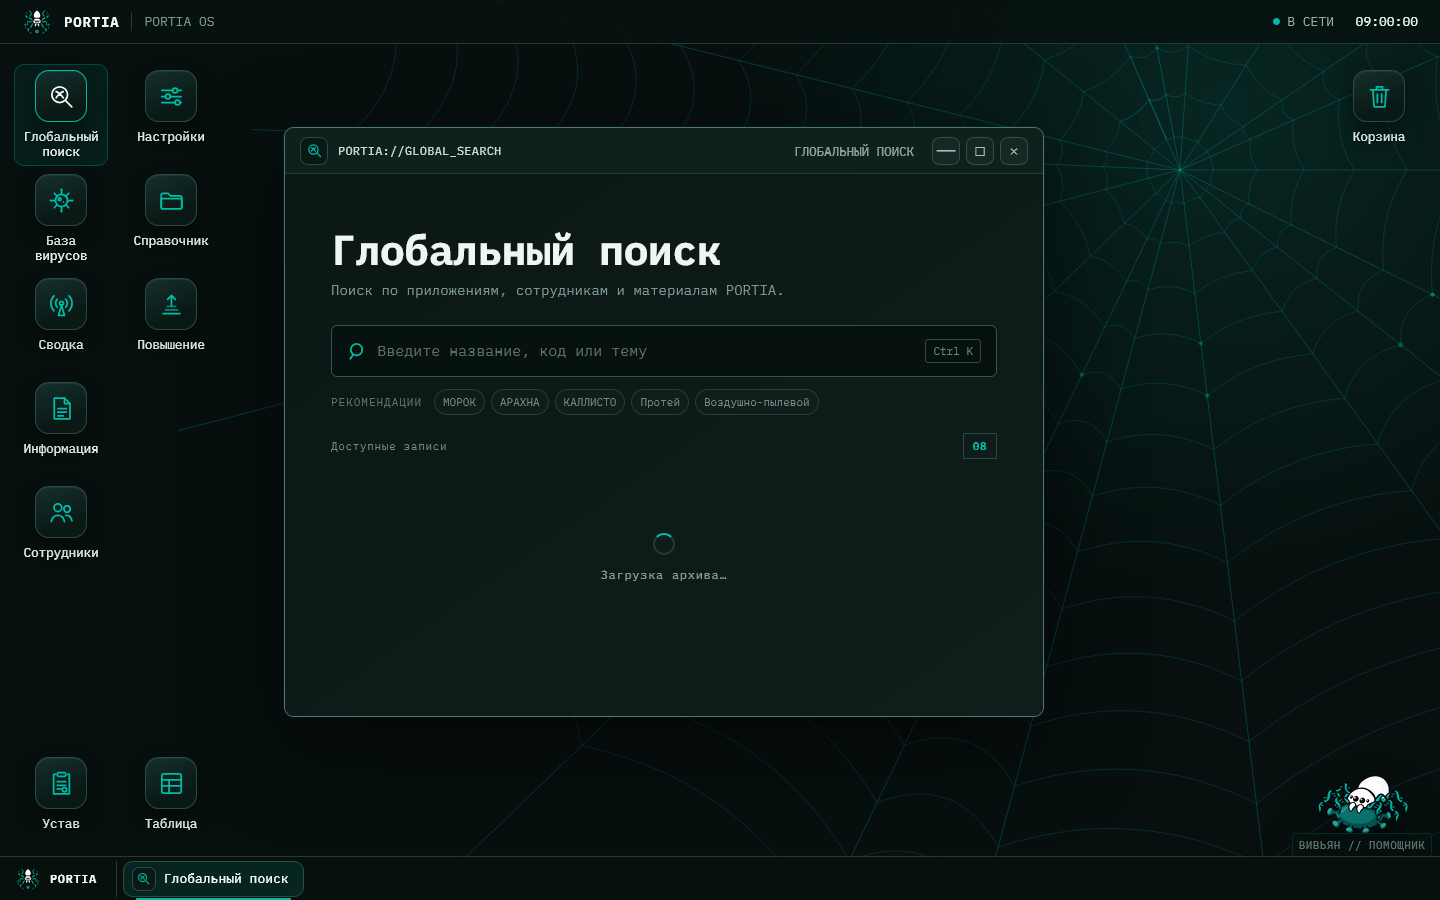 PORTIA
PORTIA OS
В СЕТИ
09:00:00
Глобальный
поиск
Настройки
База
вирусов
Справочник
Сводка
Повышение
Информация
Сотрудники
Устав
Таблица
Корзина
PORTIA://GLOBAL_SEARCH
ГЛОБАЛЬНЫЙ ПОИСК
Глобальный поиск
Поиск по приложениям, сотрудникам и материалам PORTIA.
Введите название, код или тему
Ctrl K
РЕКОМЕНДАЦИИ
МОРОК
АРАХНА
КАЛЛИСТО
Протей
Воздушно-пылевой
Доступные записи
08
Загрузка архива…
ВИВЬЯН // ПОМОЩНИК
PORTIA
Глобальный поиск